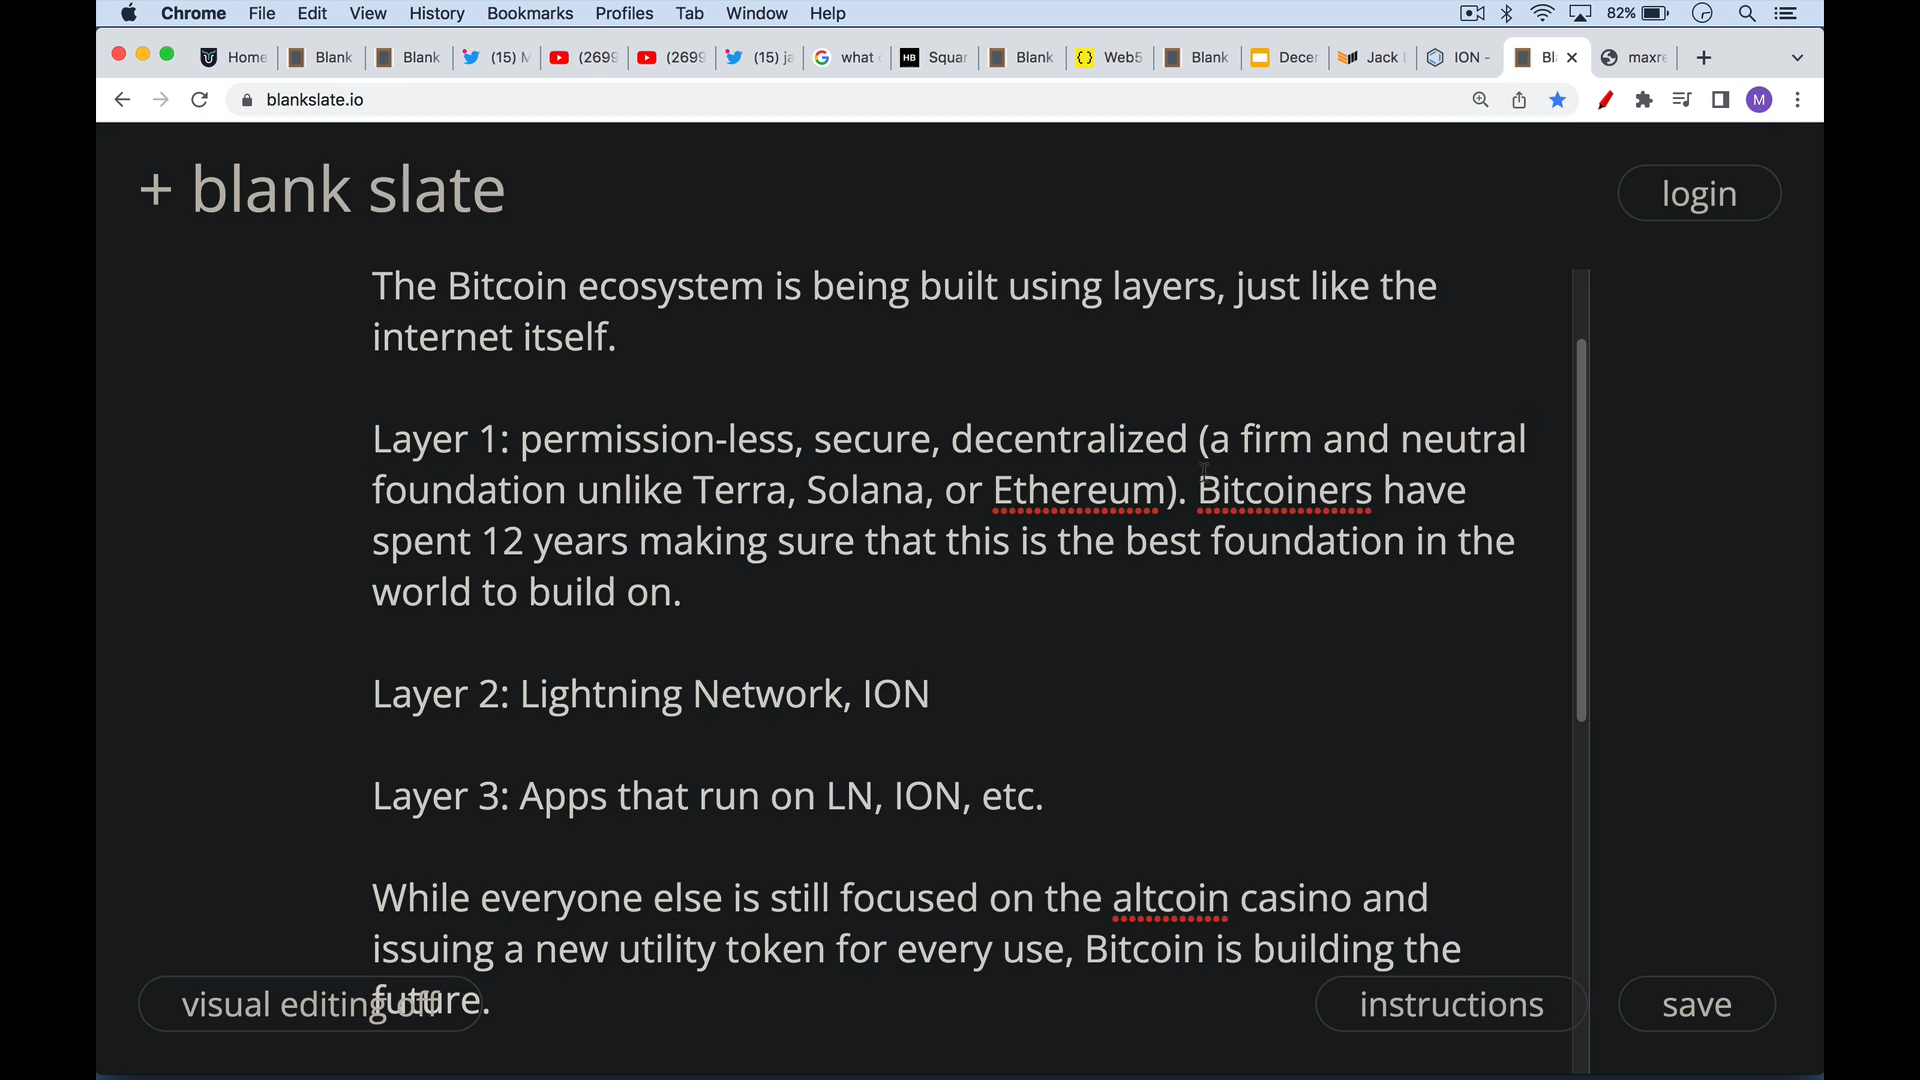 Chrome File Edit View History Bookmarks Profiles Tab Window Help 82%
Home Blank Blank (15) M (2699 (2699 (15) ja what Squar Blank Web5 Blank Decer Jack ION - Bl maxre
blankslate.io M
+ blank slate
login
The Bitcoin ecosystem is being built using layers, just like the
internet itself.
Layer 1: permission-less, secure, decentralized (a firm and neutral
foundation unlike Terra, Solana, or Ethereum). Bitcoiners have
spent 12 years making sure that this is the best foundation in the
world to build on.
Layer 2: Lightning Network, ION
Layer 3: Apps that run on LN, ION, etc.
While everyone else is still focused on the altcoin casino and
issuing a new utility token for every use, Bitcoin is building the
future.
visual editing off
instructions
save